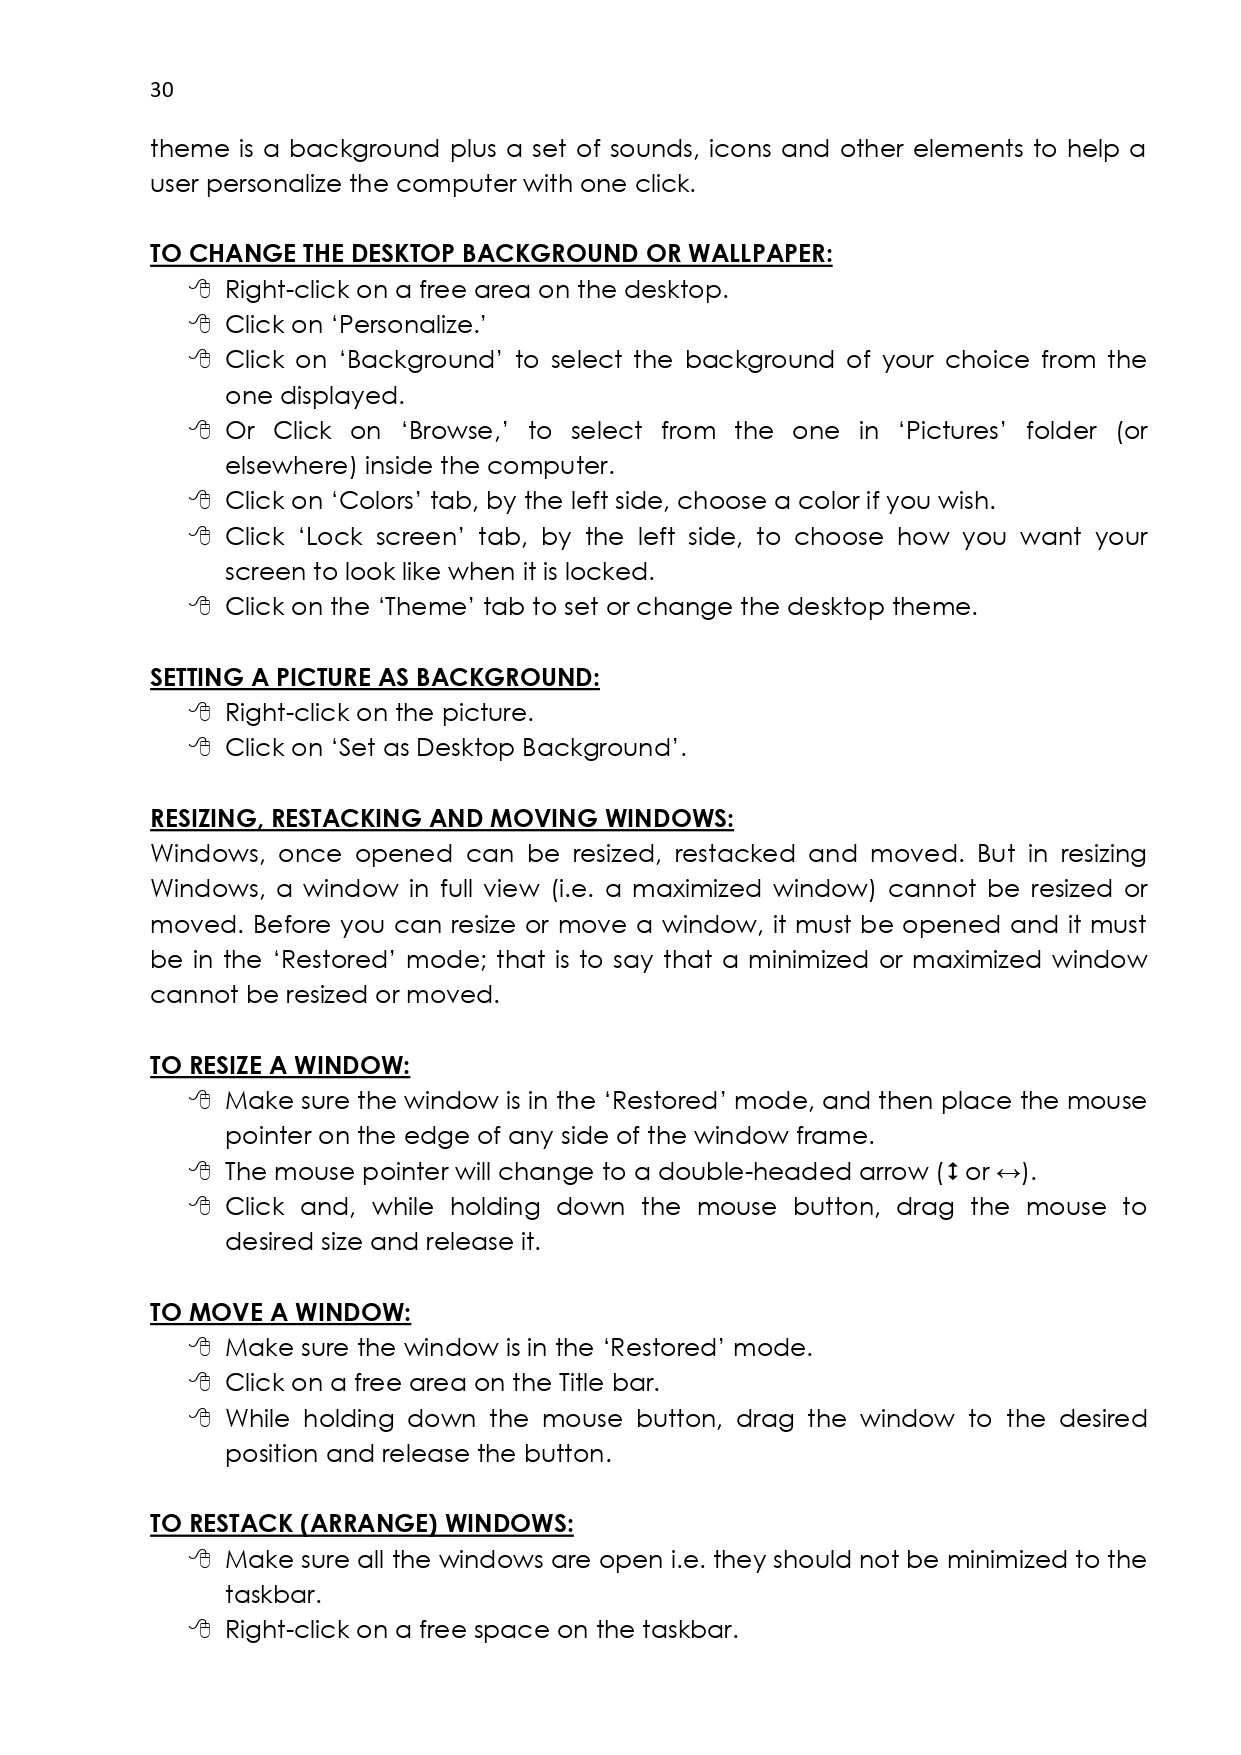 30
theme is a background plus a set of sounds, icons and other elements to help a
user personalize the computer with one click.
TO CHANGE THE DESKTOP BACKGROUND OR WALLPAPER:
Right-click on a free area on the desktop.
Click on ‘Personalize.’
Click on ‘Background’ to select the background of your choice from the
one displayed.
Or Click on ‘Browse,’ to select from the one in ‘Pictures’ folder (or
elsewhere) inside the computer.
Click on ‘Colors’ tab, by the left side, choose a color if you wish.
Click ‘Lock screen’ tab, by the left side, to choose how you want your
screen to look like when it is locked.
Click on the ‘Theme’ tab to set or change the desktop theme.
SETTING A PICTURE AS BACKGROUND:
Right-click on the picture.
Click on ‘Set as Desktop Background’.
RESIZING, RESTACKING AND MOVING WINDOWS:
Windows, once opened can be resized, restacked and moved. But in resizing
Windows, a window in full view (i.e. a maximized window) cannot be resized or
moved. Before you can resize or move a window, it must be opened and it must
be in the ‘Restored’ mode; that is to say that a minimized or maximized window
cannot be resized or moved.
TO RESIZE A WINDOW:
Make sure the window is in the ‘Restored’ mode, and then place the mouse
pointer on the edge of any side of the window frame.
The mouse pointer will change to a double-headed arrow (↕ or ↔).
Click and, while holding down the mouse button, drag the mouse to
desired size and release it.
TO MOVE A WINDOW:
Make sure the window is in the ‘Restored’ mode.
Click on a free area on the Title bar.
While holding down the mouse button, drag the window to the desired
position and release the button.
TO RESTACK (ARRANGE) WINDOWS:
Make sure all the windows are open i.e. they should not be minimized to the
taskbar.
Right-click on a free space on the taskbar.